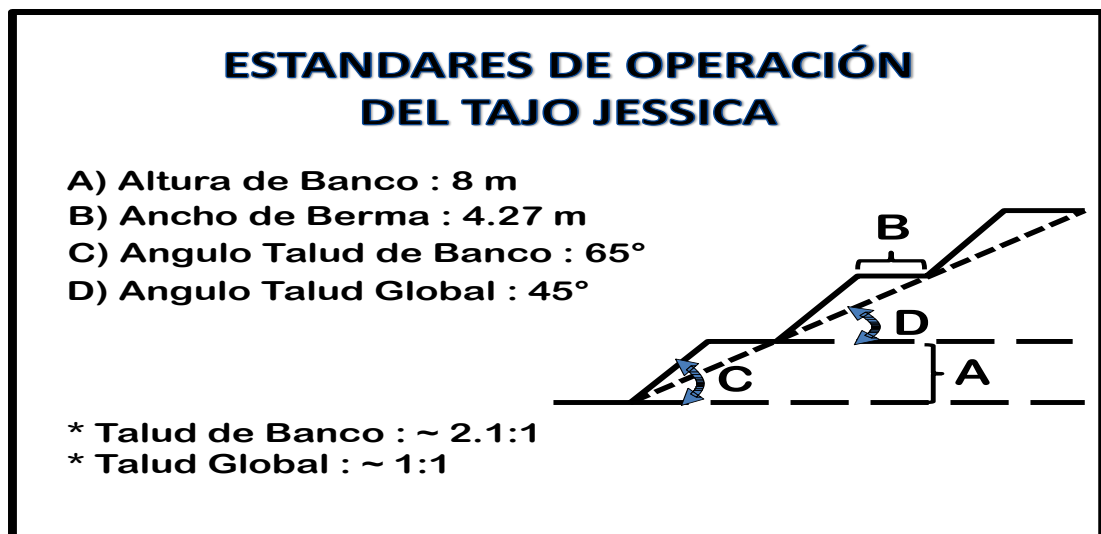 ESTANDARES DE OPERACIÓN
DEL TAJO JESSICA
A) Altura de Banco : 8 m
B) Ancho de Berma : 4.27 m
C) Angulo Talud de Banco : 65°
D) Angulo Talud Global : 45°
B
D
A
C
* Talud de Banco : ~ 2.1:1
* Talud Global : ~ 1:1